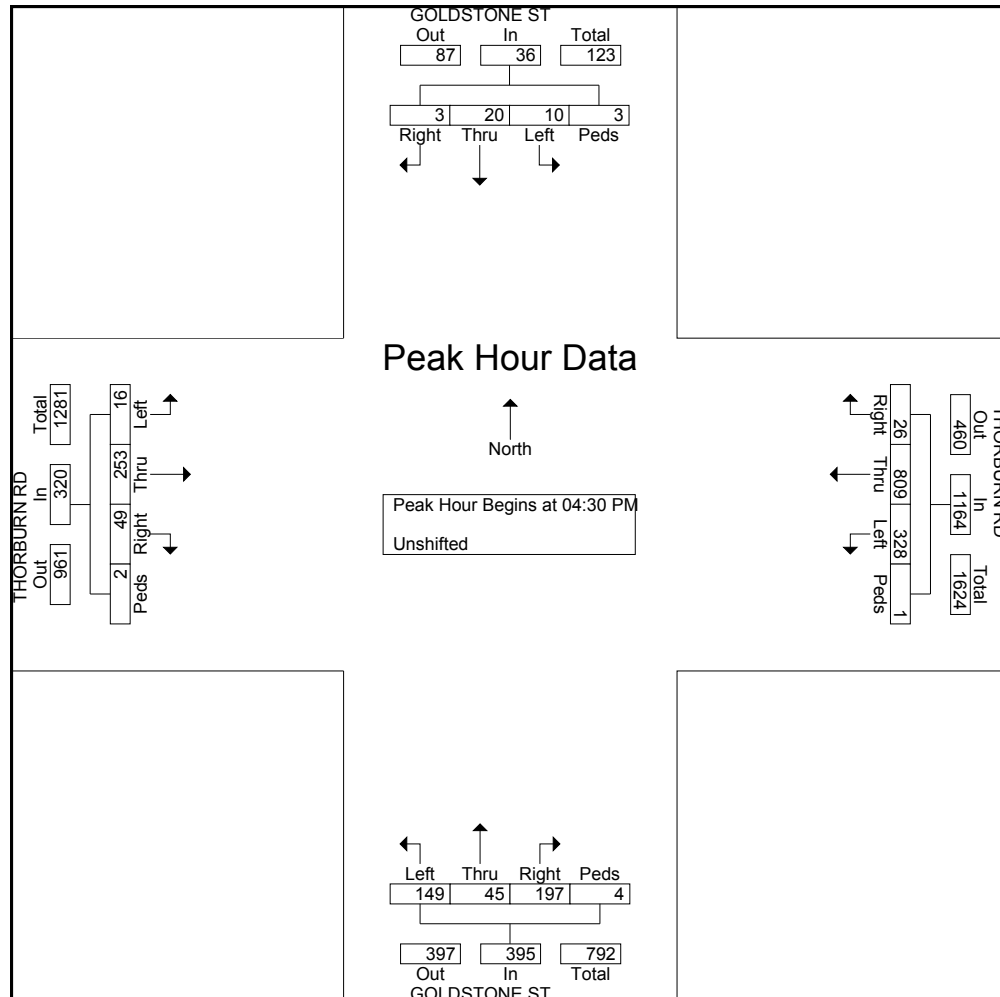 GOLDSTONE ST
Out In Total
87 36 123
3 20 10 3
Right Thru Left Peds
Peak Hour Data
North
Peak Hour Begins at 04:30 PM
Unshifted
THORBURN RD
Total In Out
1281 320 961
16 253 49 2
Left Thru Right Peds
THORBURN RD
Out In Total
460 1164 1624
26 809 328 1
Right Thru Left Peds
Left Thru Right Peds
149 45 197 4
397 395 792
Out In Total
GOLDSTONE ST